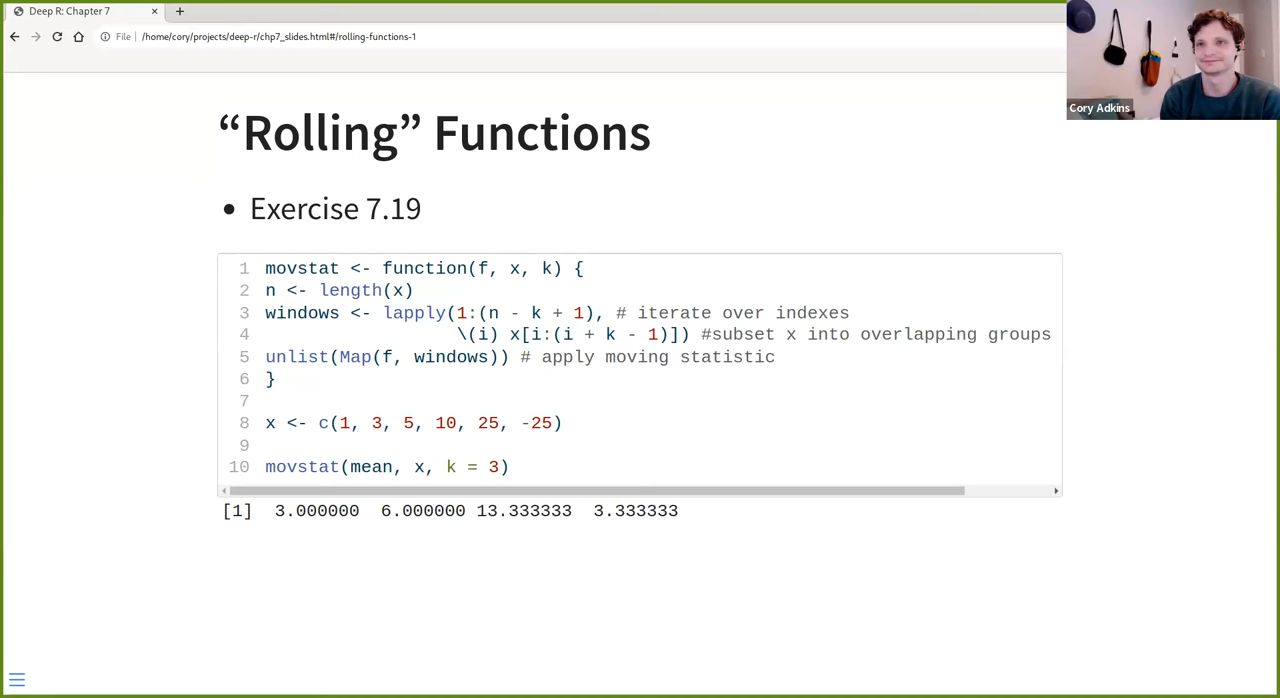 Deep R: Chapter 7
File /home/cory/projects/deep-r/chp7_slides.html#/rolling-functions-1
Cory Adkins
“Rolling” Functions
• Exercise 7.19
1 movstat <- function(f, x, k) {
2 n <- length(x)
3 windows <- lapply(1:(n - k + 1), # iterate over indexes
4 \(i) x[i:(i + k - 1)]) #subset x into overlapping groups
5 unlist(Map(f, windows)) # apply moving statistic
6 }
7
8 x <- c(1, 3, 5, 10, 25, -25)
9
10 movstat(mean, x, k = 3)
[1] 3.000000 6.000000 13.333333 3.333333